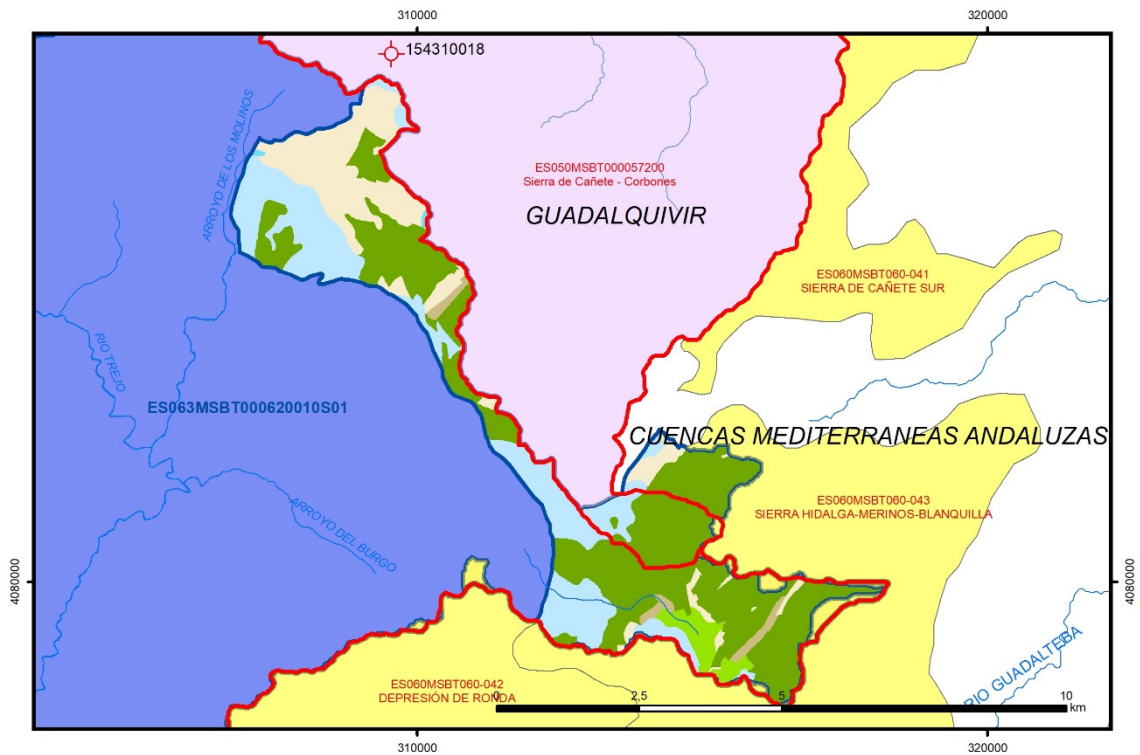 310000
320000
154310018
ARROYO DE LOS MOLINOS
ES050MSBT000057200
Sierra de Cañete - Corbones
GUADALQUIVIR
ES060MSBT060-041
SIERRA DE CAÑETE SUR
RIO TREJO
ES063MSBT000620010S01
CUENCAS MEDITERRANEAS ANDALUZAS
ES060MSBT060-043
SIERRA HIDALGA-MERINOS-BLANQUILLA
ARROYO DEL BURGO
4080000
4080000
ES060MSBT060-042
DEPRESIÓN DE RONDA
RIO GUADALTEBA
0
2,5
5
10
km
310000
320000